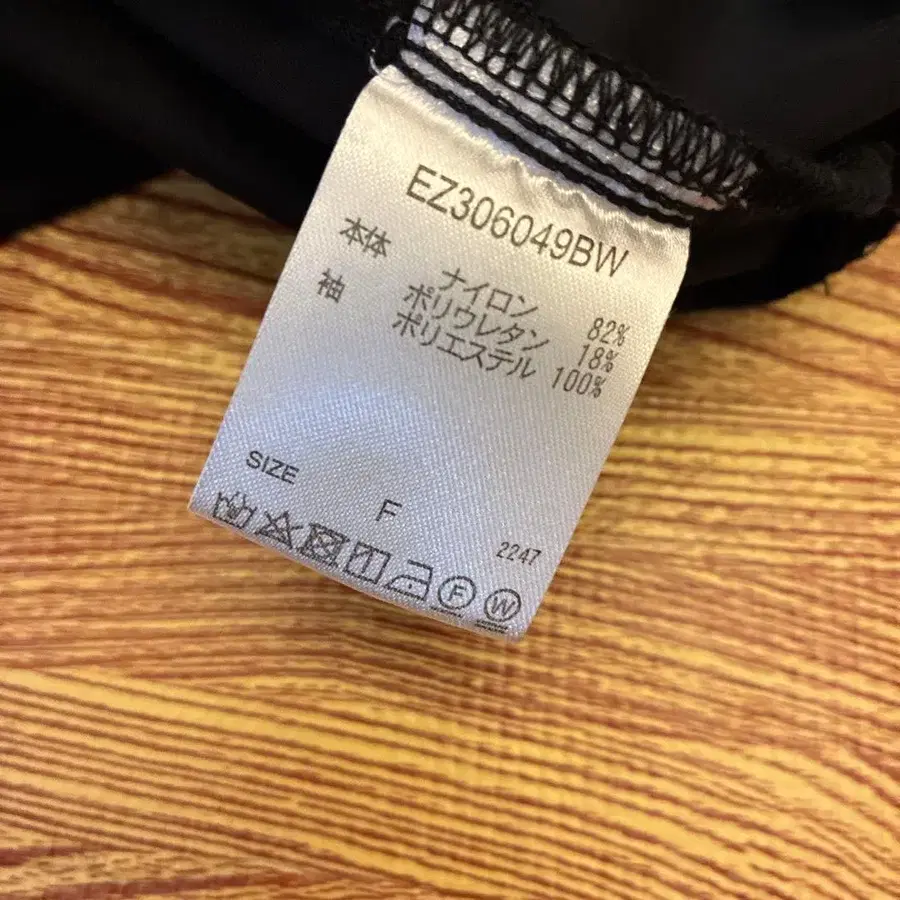 EZ306049BW
本体 ナイロン 82%
ポリウレタン 18%
袖 ポリエステル 100%
SIZE F
2247
F W